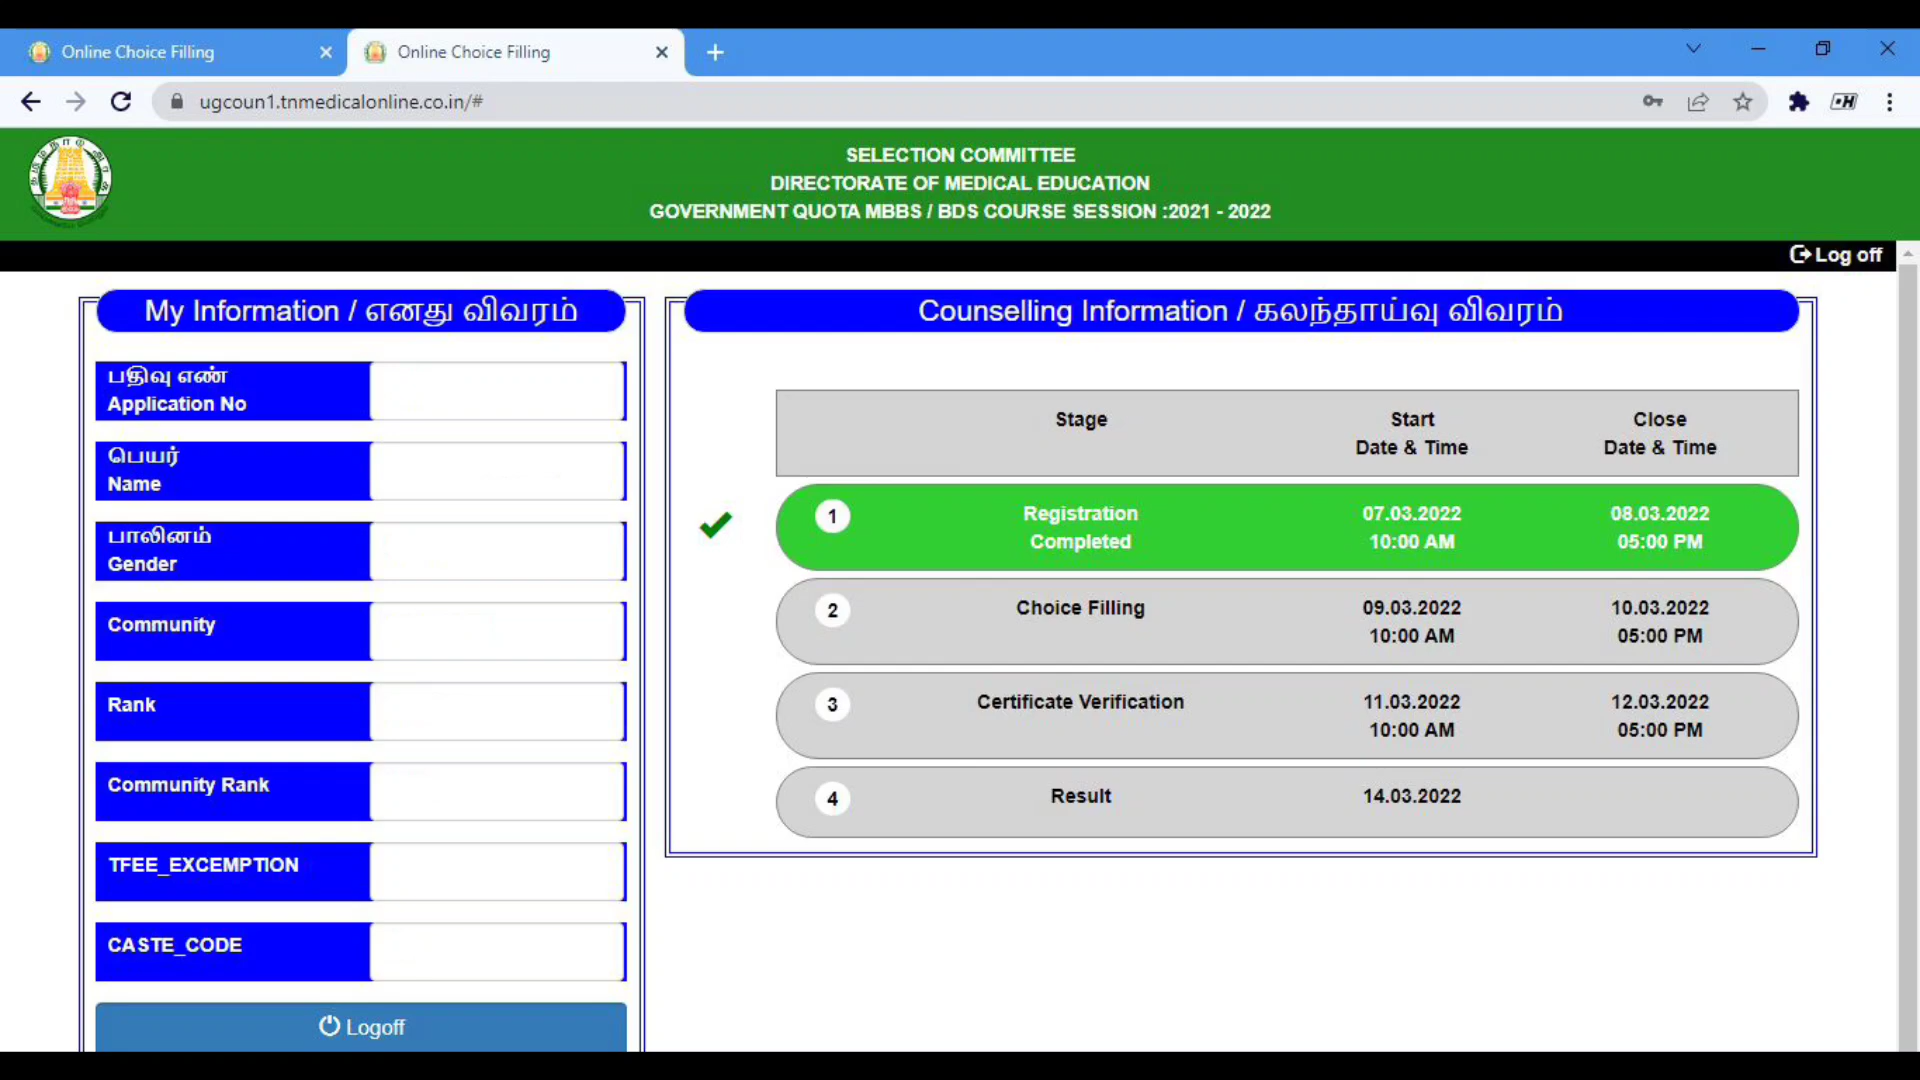 Online Choice Filling
Online Choice Filling
ugcoun1.tnmedicalonline.co.in/#
SELECTION COMMITTEE
DIRECTORATE OF MEDICAL EDUCATION
GOVERNMENT QUOTA MBBS / BDS COURSE SESSION :2021 - 2022
Log off
My Information / எனது விவரம்
பதிவு எண்
Application No
பெயர்
Name
பாலினம்
Gender
Community
Rank
Community Rank
TFEE_EXCEMPTION
CASTE_CODE
Logoff
Counselling Information / கலந்தாய்வு விவரம்
Stage Start Close
Date & Time Date & Time
1 Registration 07.03.2022 08.03.2022
Completed 10:00 AM 05:00 PM
2 Choice Filling 09.03.2022 10.03.2022
10:00 AM 05:00 PM
3 Certificate Verification 11.03.2022 12.03.2022
10:00 AM 05:00 PM
4 Result 14.03.2022